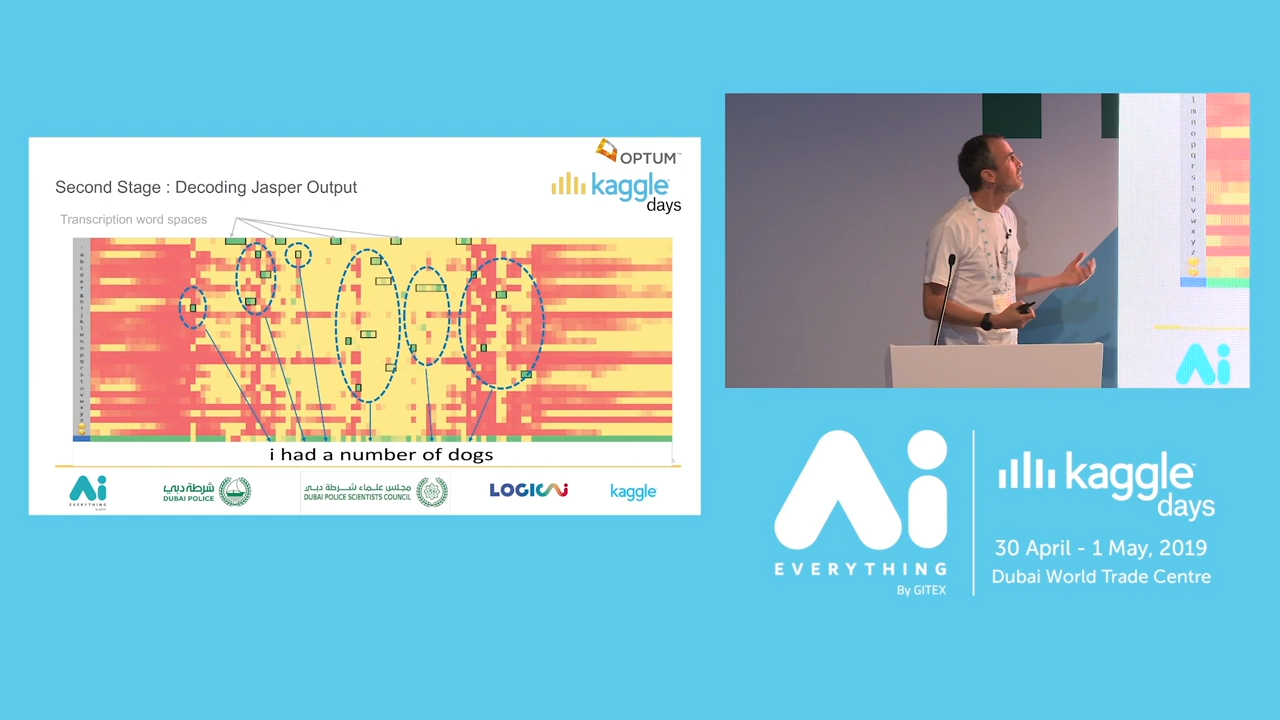 OPTUM™
kaggle
days
Second Stage : Decoding Jasper Output
Transcription word spaces
a
b
c
d
e
f
g
h
i
j
k
l
m
n
o
p
q
r
s
t
u
v
w
x
y
z
i had a number of dogs
Ai
EVERYTHING
شرطة دبي
DUBAI POLICE
مجلس علماء شرطة دبي
DUBAI POLICE SCIENTISTS COUNCIL
LOGICAI
kaggle
l
m
n
o
p
q
r
s
t
u
v
w
x
y
z
Ai
Ai
EVERYTHING
By GITEX
kaggle
days
30 April - 1 May, 2019
Dubai World Trade Centre